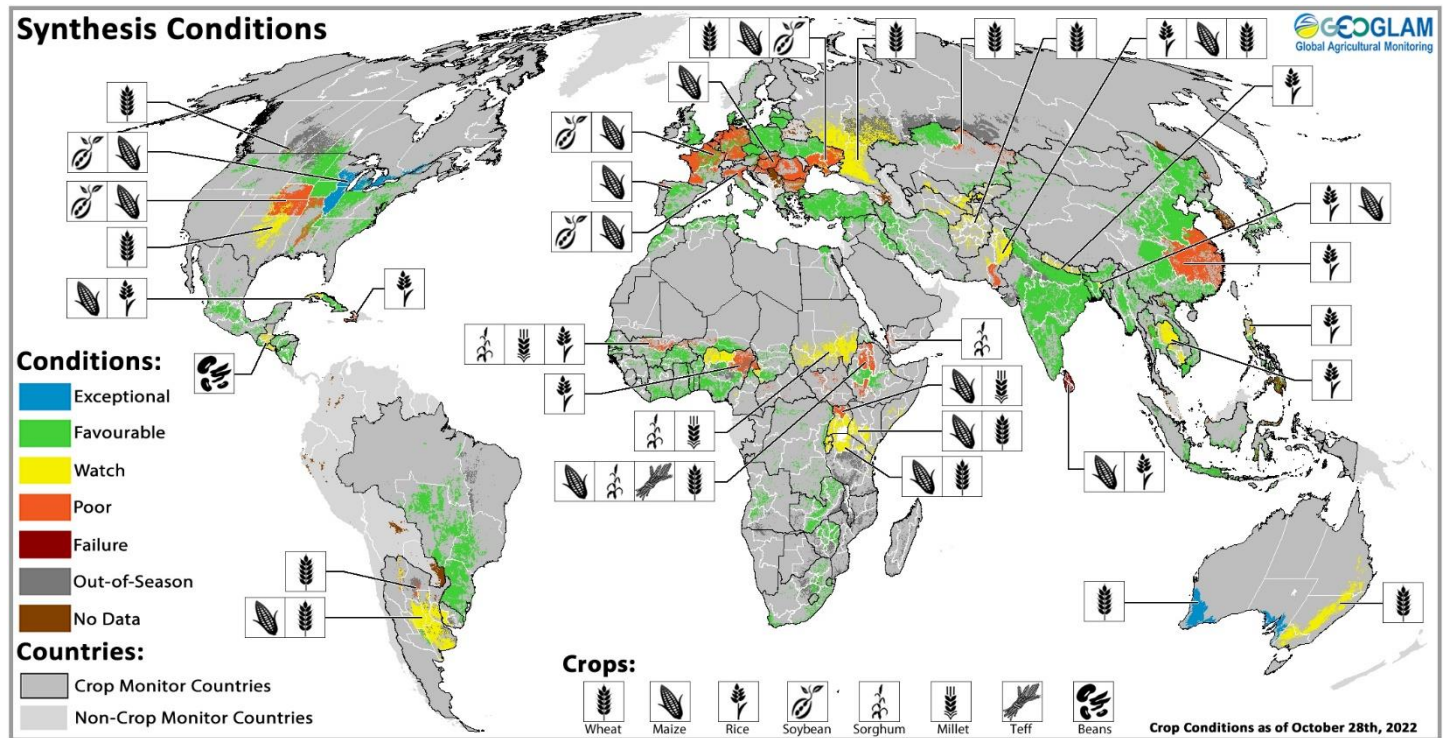 Synthesis Conditions
GEOGLAM
Global Agricultural Monitoring
Conditions:
Exceptional
Favourable
Watch
Poor
Failure
Out-of-Season
No Data
Countries:
Crop Monitor Countries
Non-Crop Monitor Countries
Crops:
Wheat
Maize
Rice
Soybean
Sorghum
Millet
Teff
Beans
Crop Conditions as of October 28th, 2022